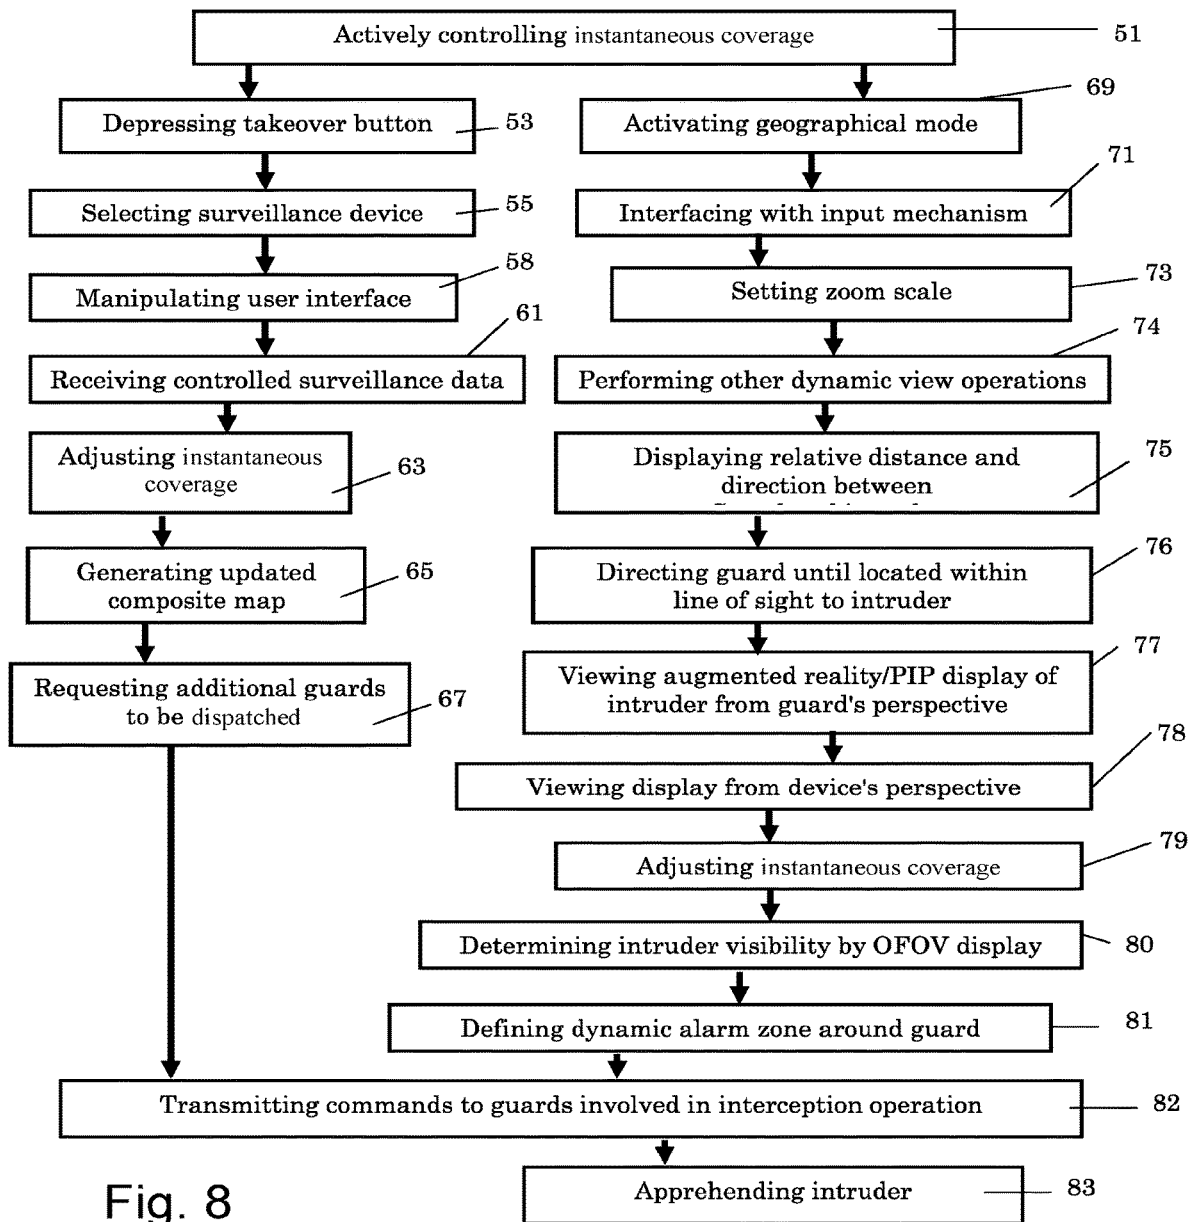 Actively controlling instantaneous coverage
51
Depressing takeover button
53
Selecting surveillance device
55
Manipulating user interface
58
Receiving controlled surveillance data
61
Adjusting instantaneous
coverage
63
Generating updated
composite map
65
Requesting additional guards
to be dispatched
67
Activating geographical mode
69
Interfacing with input mechanism
71
Setting zoom scale
73
Performing other dynamic view operations
74
Displaying relative distance and
direction between
75
Directing guard until located within
line of sight to intruder
76
Viewing augmented reality/PIP display of
intruder from guard's perspective
77
Viewing display from device's perspective
78
Adjusting instantaneous coverage
79
Determining intruder visibility by OFOV display
80
Defining dynamic alarm zone around guard
81
Transmitting commands to guards involved in interception operation
82
Apprehending intruder
83
Fig. 8